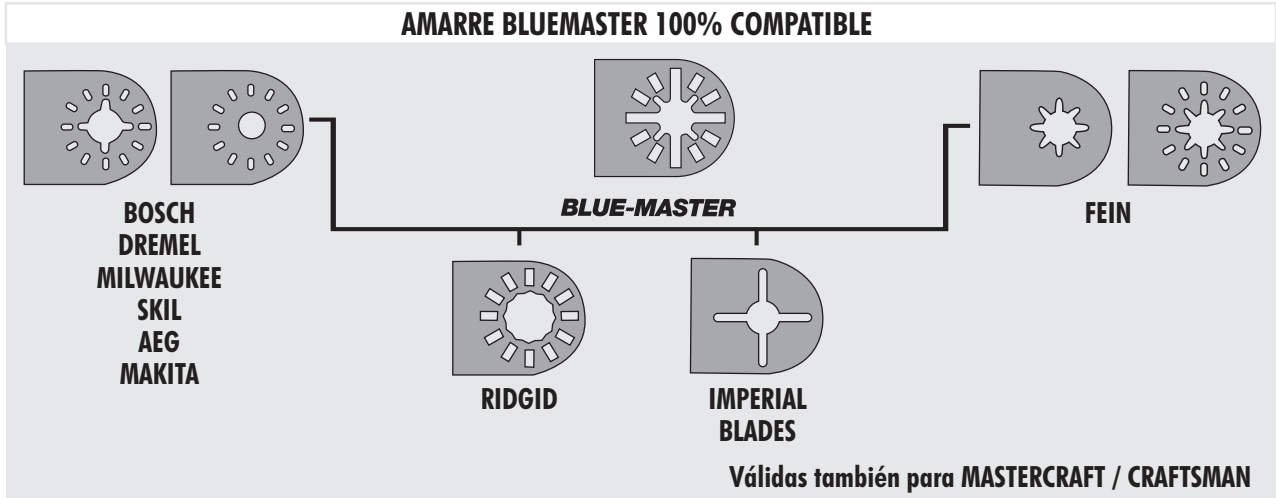 AMARRE BLUEMASTER 100% COMPATIBLE
BLUE-MASTER
BOSCH
DREMEL
MILWAUKEE
SKIL
AEG
MAKITA
FEIN
RIDGID
IMPERIAL
BLADES
Válidas también para MASTERCRAFT / CRAFTSMAN